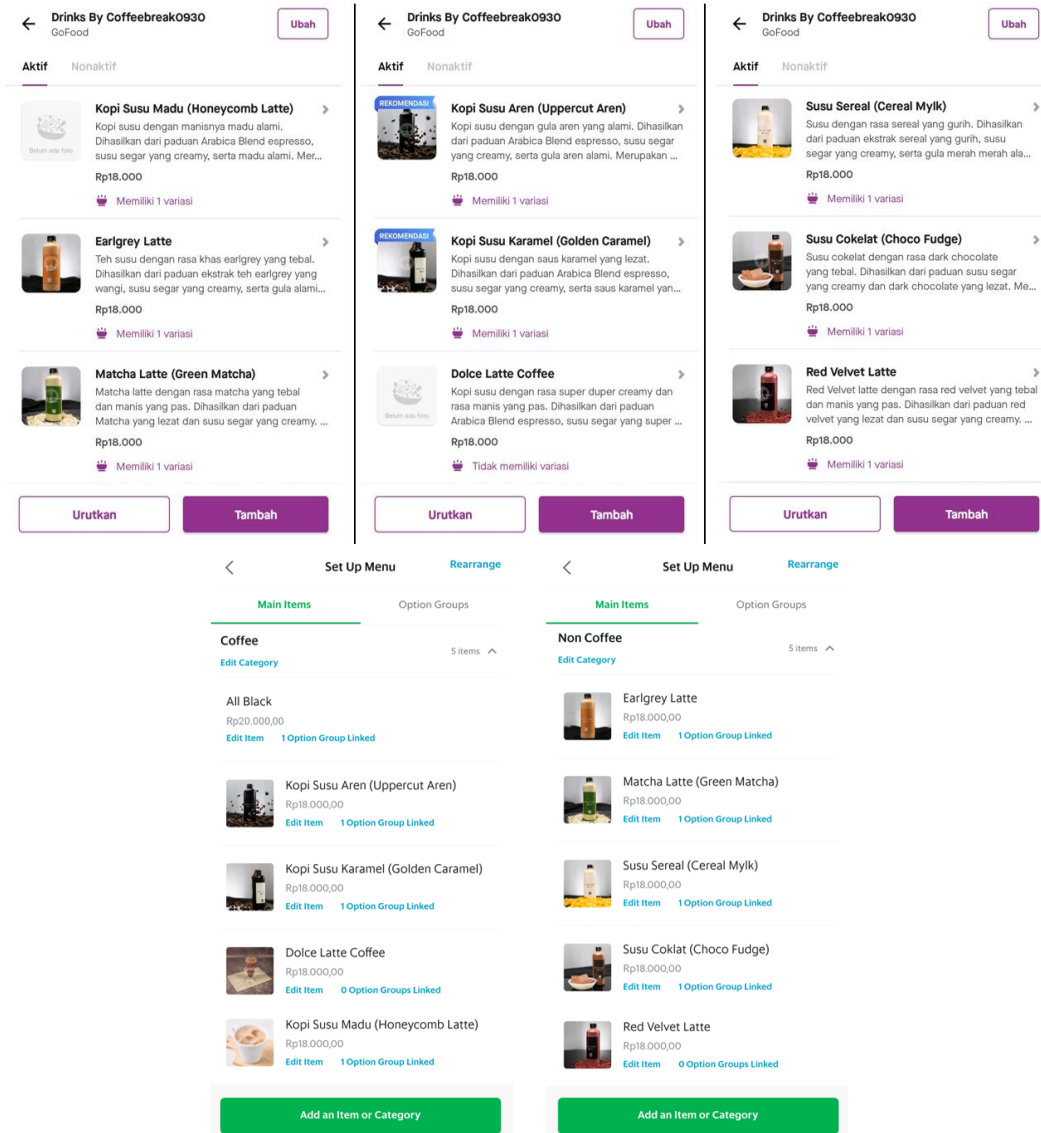 Drinks By Coffeebreak0930
GoFood
Ubah
Aktif
Nonaktif
Belum ada foto
Kopi Susu Madu (Honeycomb Latte)
Kopi susu dengan manisnya madu alami.
Dihasilkan dari paduan Arabica Blend espresso,
susu segar yang creamy, serta madu alami. Mer...
Rp18.000
Memiliki 1 variasi
Earlgrey Latte
Teh susu dengan rasa khas earlgrey yang tebal.
Dihasilkan dari paduan ekstrak teh earlgrey yang
wangi, susu segar yang creamy, serta gula alami...
Rp18.000
Memiliki 1 variasi
Matcha Latte (Green Matcha)
Matcha latte dengan rasa matcha yang tebal
dan manis yang pas. Dihasilkan dari paduan
Matcha yang lezat dan susu segar yang creamy. ...
Rp18.000
Memiliki 1 variasi
Urutkan
Tambah
Drinks By Coffeebreak0930
GoFood
Ubah
Aktif
Nonaktif
REKOMENDASI
Kopi Susu Aren (Uppercut Aren)
Kopi susu dengan gula aren yang alami. Dihasilkan
dari paduan Arabica Blend espresso, susu segar
yang creamy, serta gula aren alami. Merupakan ...
Rp18.000
Memiliki 1 variasi
REKOMENDASI
Kopi Susu Karamel (Golden Caramel)
Kopi susu dengan saus karamel yang lezat.
Dihasilkan dari paduan Arabica Blend espresso,
susu segar yang creamy, serta saus karamel yan...
Rp18.000
Memiliki 1 variasi
Belum ada foto
Dolce Latte Coffee
Kopi susu dengan rasa super duper creamy dan
rasa manis yang pas. Dihasilkan dari paduan
Arabica Blend espresso, susu segar yang super ...
Rp18.000
Tidak memiliki variasi
Urutkan
Tambah
Drinks By Coffeebreak0930
GoFood
Ubah
Aktif
Nonaktif
Susu Sereal (Cereal Mylk)
Susu dengan rasa sereal yang gurih. Dihasilkan
dari paduan ekstrak sereal yang gurih, susu
segar yang creamy, serta gula merah merah ala...
Rp18.000
Memiliki 1 variasi
Susu Cokelat (Choco Fudge)
Susu cokelat dengan rasa dark chocolate
yang tebal. Dihasilkan dari paduan susu segar
yang creamy dan dark chocolate yang lezat. Me...
Rp18.000
Memiliki 1 variasi
Red Velvet Latte
Red Velvet latte dengan rasa red velvet yang tebal
dan manis yang pas. Dihasilkan dari paduan red
velvet yang lezat dan susu segar yang creamy. ...
Rp18.000
Memiliki 1 variasi
Urutkan
Tambah
Set Up Menu
Rearrange
Main Items
Option Groups
Coffee
5 items
Edit Category
All Black
Rp20.000,00
Edit Item 1 Option Group Linked
Kopi Susu Aren (Uppercut Aren)
Rp18.000,00
Edit Item 1 Option Group Linked
Kopi Susu Karamel (Golden Caramel)
Rp18.000,00
Edit Item 1 Option Group Linked
Dolce Latte Coffee
Rp18.000,00
Edit Item 0 Option Groups Linked
Kopi Susu Madu (Honeycomb Latte)
Rp18.000,00
Edit Item 1 Option Group Linked
Add an Item or Category
Set Up Menu
Rearrange
Main Items
Option Groups
Non Coffee
5 items
Edit Category
Earlgrey Latte
Rp18.000,00
Edit Item 1 Option Group Linked
Matcha Latte (Green Matcha)
Rp18.000,00
Edit Item 1 Option Group Linked
Susu Sereal (Cereal Mylk)
Rp18.000,00
Edit Item 1 Option Group Linked
Susu Coklat (Choco Fudge)
Rp18.000,00
Edit Item 1 Option Group Linked
Red Velvet Latte
Rp18.000,00
Edit Item 0 Option Groups Linked
Add an Item or Category